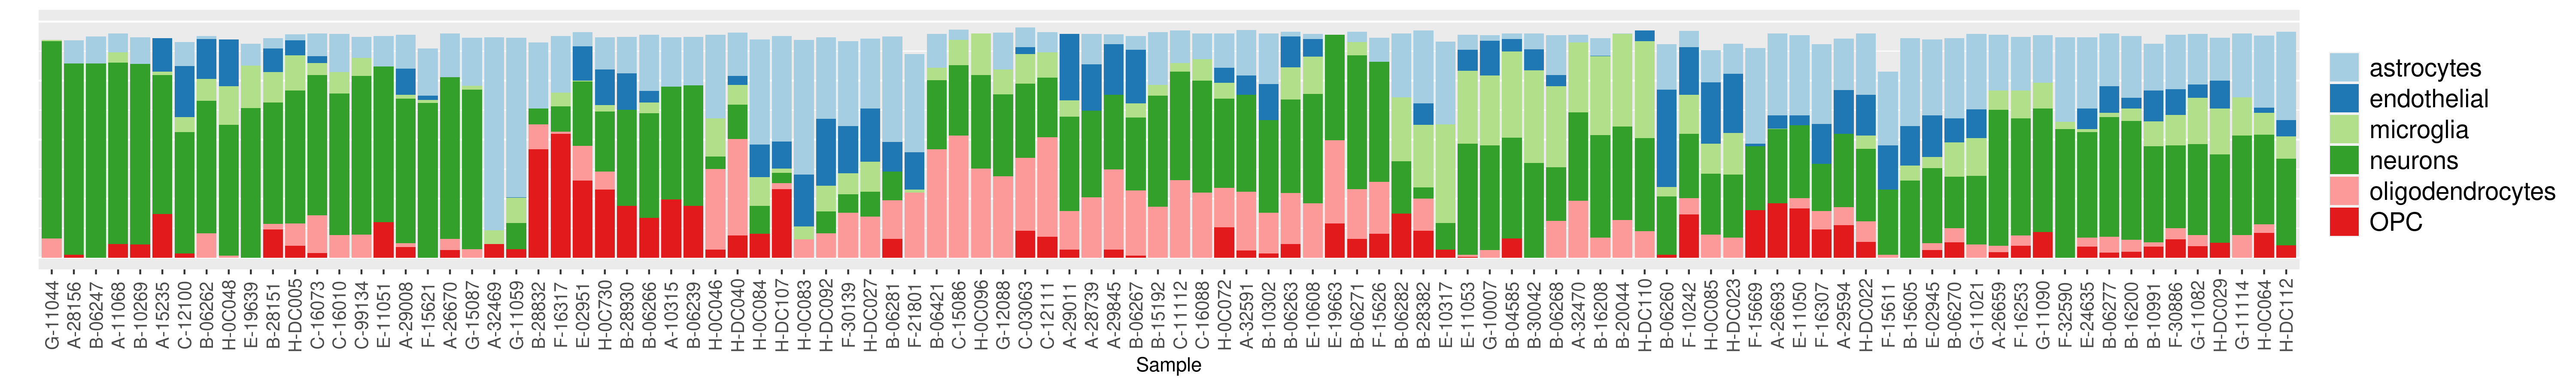 astrocytes
endothelial
microglia
neurons
oligodendrocytes
OPC
G-11044
A-28156
B-06247
A-11068
B-10269
A-15235
C-12100
B-06262
H-0C048
E-19639
B-28151
H-DC005
C-16073
C-16010
C-99134
E-11051
A-29008
F-15621
A-26670
G-15087
A-32469
G-11059
B-28832
F-16317
E-02951
H-0C730
B-28930
B-06266
A-10315
B-06239
H-0C046
H-DC040
H-0C084
H-DC107
H-0C083
H-DC092
F-30139
H-DC027
B-06281
F-21801
B-06421
C-15086
H-0C096
G-12088
C-03063
C-12111
A-29011
A-28739
A-29845
B-06267
B-15192
C-11112
C-16088
H-0C072
A-32591
B-10302
B-06263
E-10608
E-19663
B-06271
F-15626
B-06282
B-28382
E-10317
E-11053
G-10007
B-04585
B-30042
B-06268
A-32470
B-16208
B-20044
H-DC110
B-06260
F-10242
H-0C085
H-DC023
F-15669
A-26693
E-11050
F-16307
A-29594
H-DC022
F-15611
B-15605
E-02945
B-06270
G-11021
A-26659
F-16253
G-11090
F-32590
E-24635
B-06277
B-16200
B-10991
F-30886
G-11082
H-DC029
G-11114
H-0C064
H-DC112
Sample